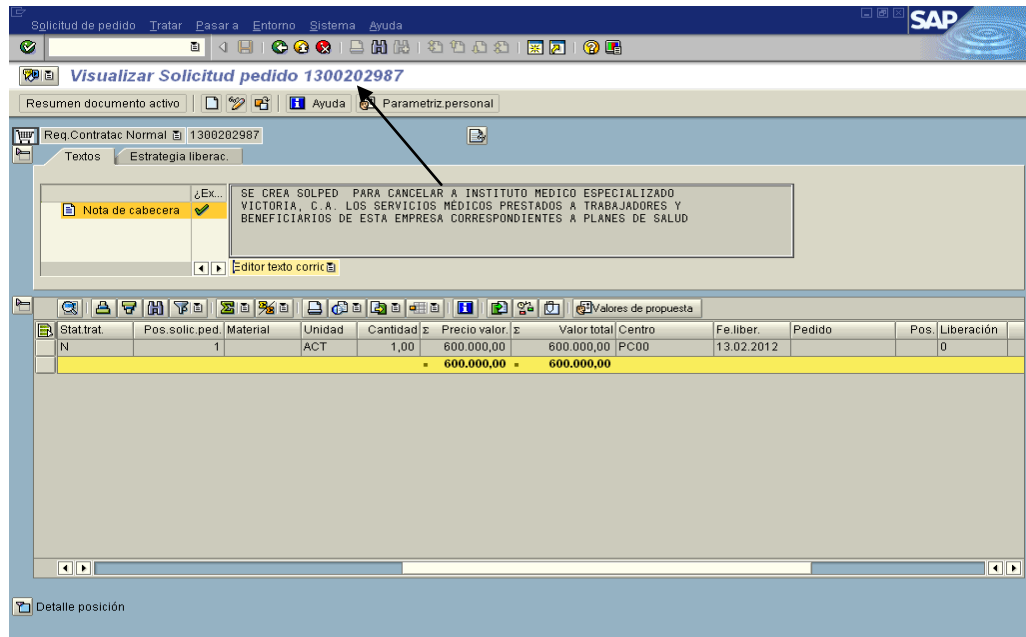 Solicitud de pedido Tratar Pasar a Entorno Sistema Ayuda
SAP
Visualizar Solicitud pedido 1300202987
Resumen documento activo Ayuda Parametriz.personal
Req.Contratac Normal 1300202987
Textos Estrategia liberac.
¿Ex...
Nota de cabecera
SE CREA SOLPED PARA CANCELAR A INSTITUTO MEDICO ESPECIALIZADO
VICTORIA, C.A. LOS SERVICIOS MÉDICOS PRESTADOS A TRABAJADORES Y
BENEFICIARIOS DE ESTA EMPRESA CORRESPONDIENTES A PLANES DE SALUD
Editor texto corric
Valores de propuesta
Stat.trat. Pos.solic.ped. Material Unidad Cantidad Σ Precio valor. Σ Valor total Centro Fe.liber. Pedido Pos. Liberación
N 1 ACT 1,00 600.000,00 600.000,00 PC00 13.02.2012 0
600.000,00 600.000,00
Detalle posición